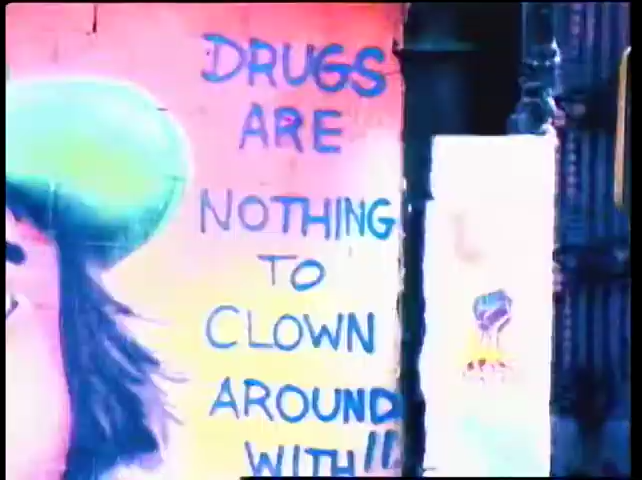 DRUGS
ARE
NOTHING
TO
CLOWN
AROUND
WITH!!